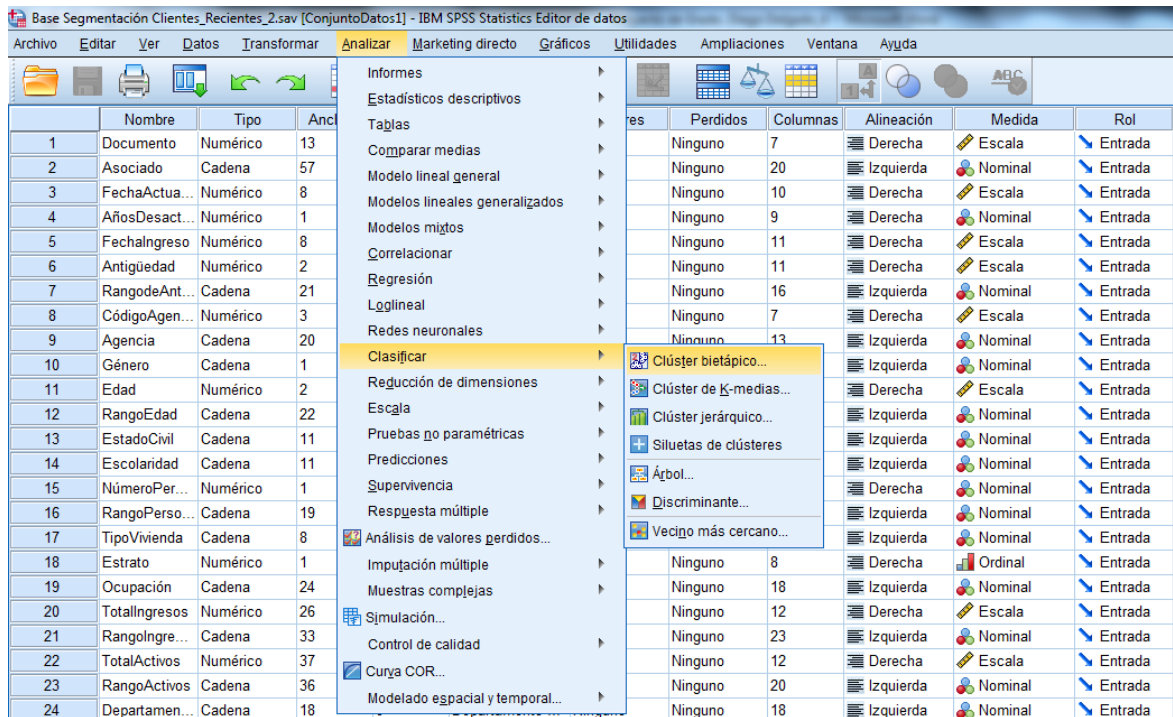 Base Segmentación Clientes_Recientes_2.sav [ConjuntoDatos1] - IBM SPSS Statistics Editor de datos
Archivo Editar Ver Datos Transformar Analizar Marketing directo Gráficos Utilidades Ampliaciones Ventana Ayuda
Nombre Tipo Ancl res Perdidos Columnas Alineación Medida Rol
1 Documento Numérico 13 Ninguno 7 Derecha Escala Entrada
2 Asociado Cadena 57 Ninguno 20 Izquierda Nominal Entrada
3 FechaActua... Numérico 8 Ninguno 10 Derecha Escala Entrada
4 AñosDesact... Numérico 1 Ninguno 9 Derecha Nominal Entrada
5 FechaIngreso Numérico 8 Ninguno 11 Derecha Escala Entrada
6 Antigüedad Numérico 2 Ninguno 11 Derecha Escala Entrada
7 RangodeAnt... Cadena 21 Ninguno 16 Izquierda Nominal Entrada
8 CódigoAgen... Numérico 3 Ninguno 7 Derecha Escala Entrada
9 Agencia Cadena 20 Ninguno 13 Izquierda Nominal Entrada
10 Género Cadena 1 Izquierda Nominal Entrada
11 Edad Numérico 2 Derecha Escala Entrada
12 RangoEdad Cadena 22 Izquierda Nominal Entrada
13 EstadoCivil Cadena 11 Izquierda Nominal Entrada
14 Escolaridad Cadena 11 Izquierda Nominal Entrada
15 NúmeroPer... Numérico 1 Derecha Nominal Entrada
16 RangoPerso... Cadena 19 Izquierda Nominal Entrada
17 TipoVivienda Cadena 8 Izquierda Nominal Entrada
18 Estrato Numérico 1 Ninguno 8 Derecha Ordinal Entrada
19 Ocupación Cadena 24 Ninguno 18 Izquierda Nominal Entrada
20 TotalIngresos Numérico 26 Ninguno 12 Derecha Escala Entrada
21 RangoIngre... Cadena 33 Ninguno 23 Izquierda Nominal Entrada
22 TotalActivos Numérico 37 Ninguno 12 Derecha Escala Entrada
23 RangoActivos Cadena 36 Ninguno 20 Izquierda Nominal Entrada
24 Departamen... Cadena 18 Ninguno 18 Izquierda Nominal Entrada
Informes
Estadísticos descriptivos
Tablas
Comparar medias
Modelo lineal general
Modelos lineales generalizados
Modelos mixtos
Correlacionar
Regresión
Loglineal
Redes neuronales
Clasificar
Reducción de dimensiones
Escala
Pruebas no paramétricas
Predicciones
Supervivencia
Respuesta múltiple
Análisis de valores perdidos...
Imputación múltiple
Muestras complejas
Simulación...
Control de calidad
Curva COR...
Modelado espacial y temporal...
Clúster bietápico...
Clúster de K-medias...
Clúster jerárquico...
Siluetas de clústeres
Árbol...
Discriminante...
Vecino más cercano...